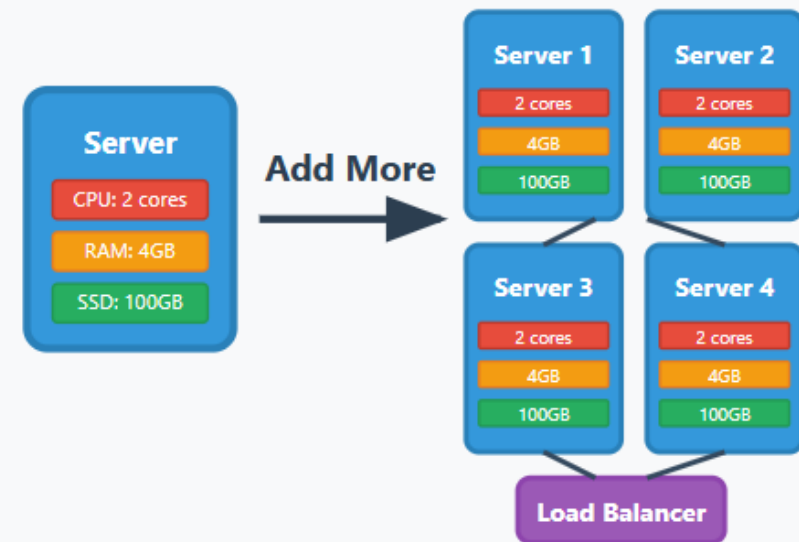 Server
CPU: 2 cores
RAM: 4GB
SSD: 100GB
Add More
Server 1
2 cores
4GB
100GB
Server 2
2 cores
4GB
100GB
Server 3
2 cores
4GB
100GB
Server 4
2 cores
4GB
100GB
Load Balancer